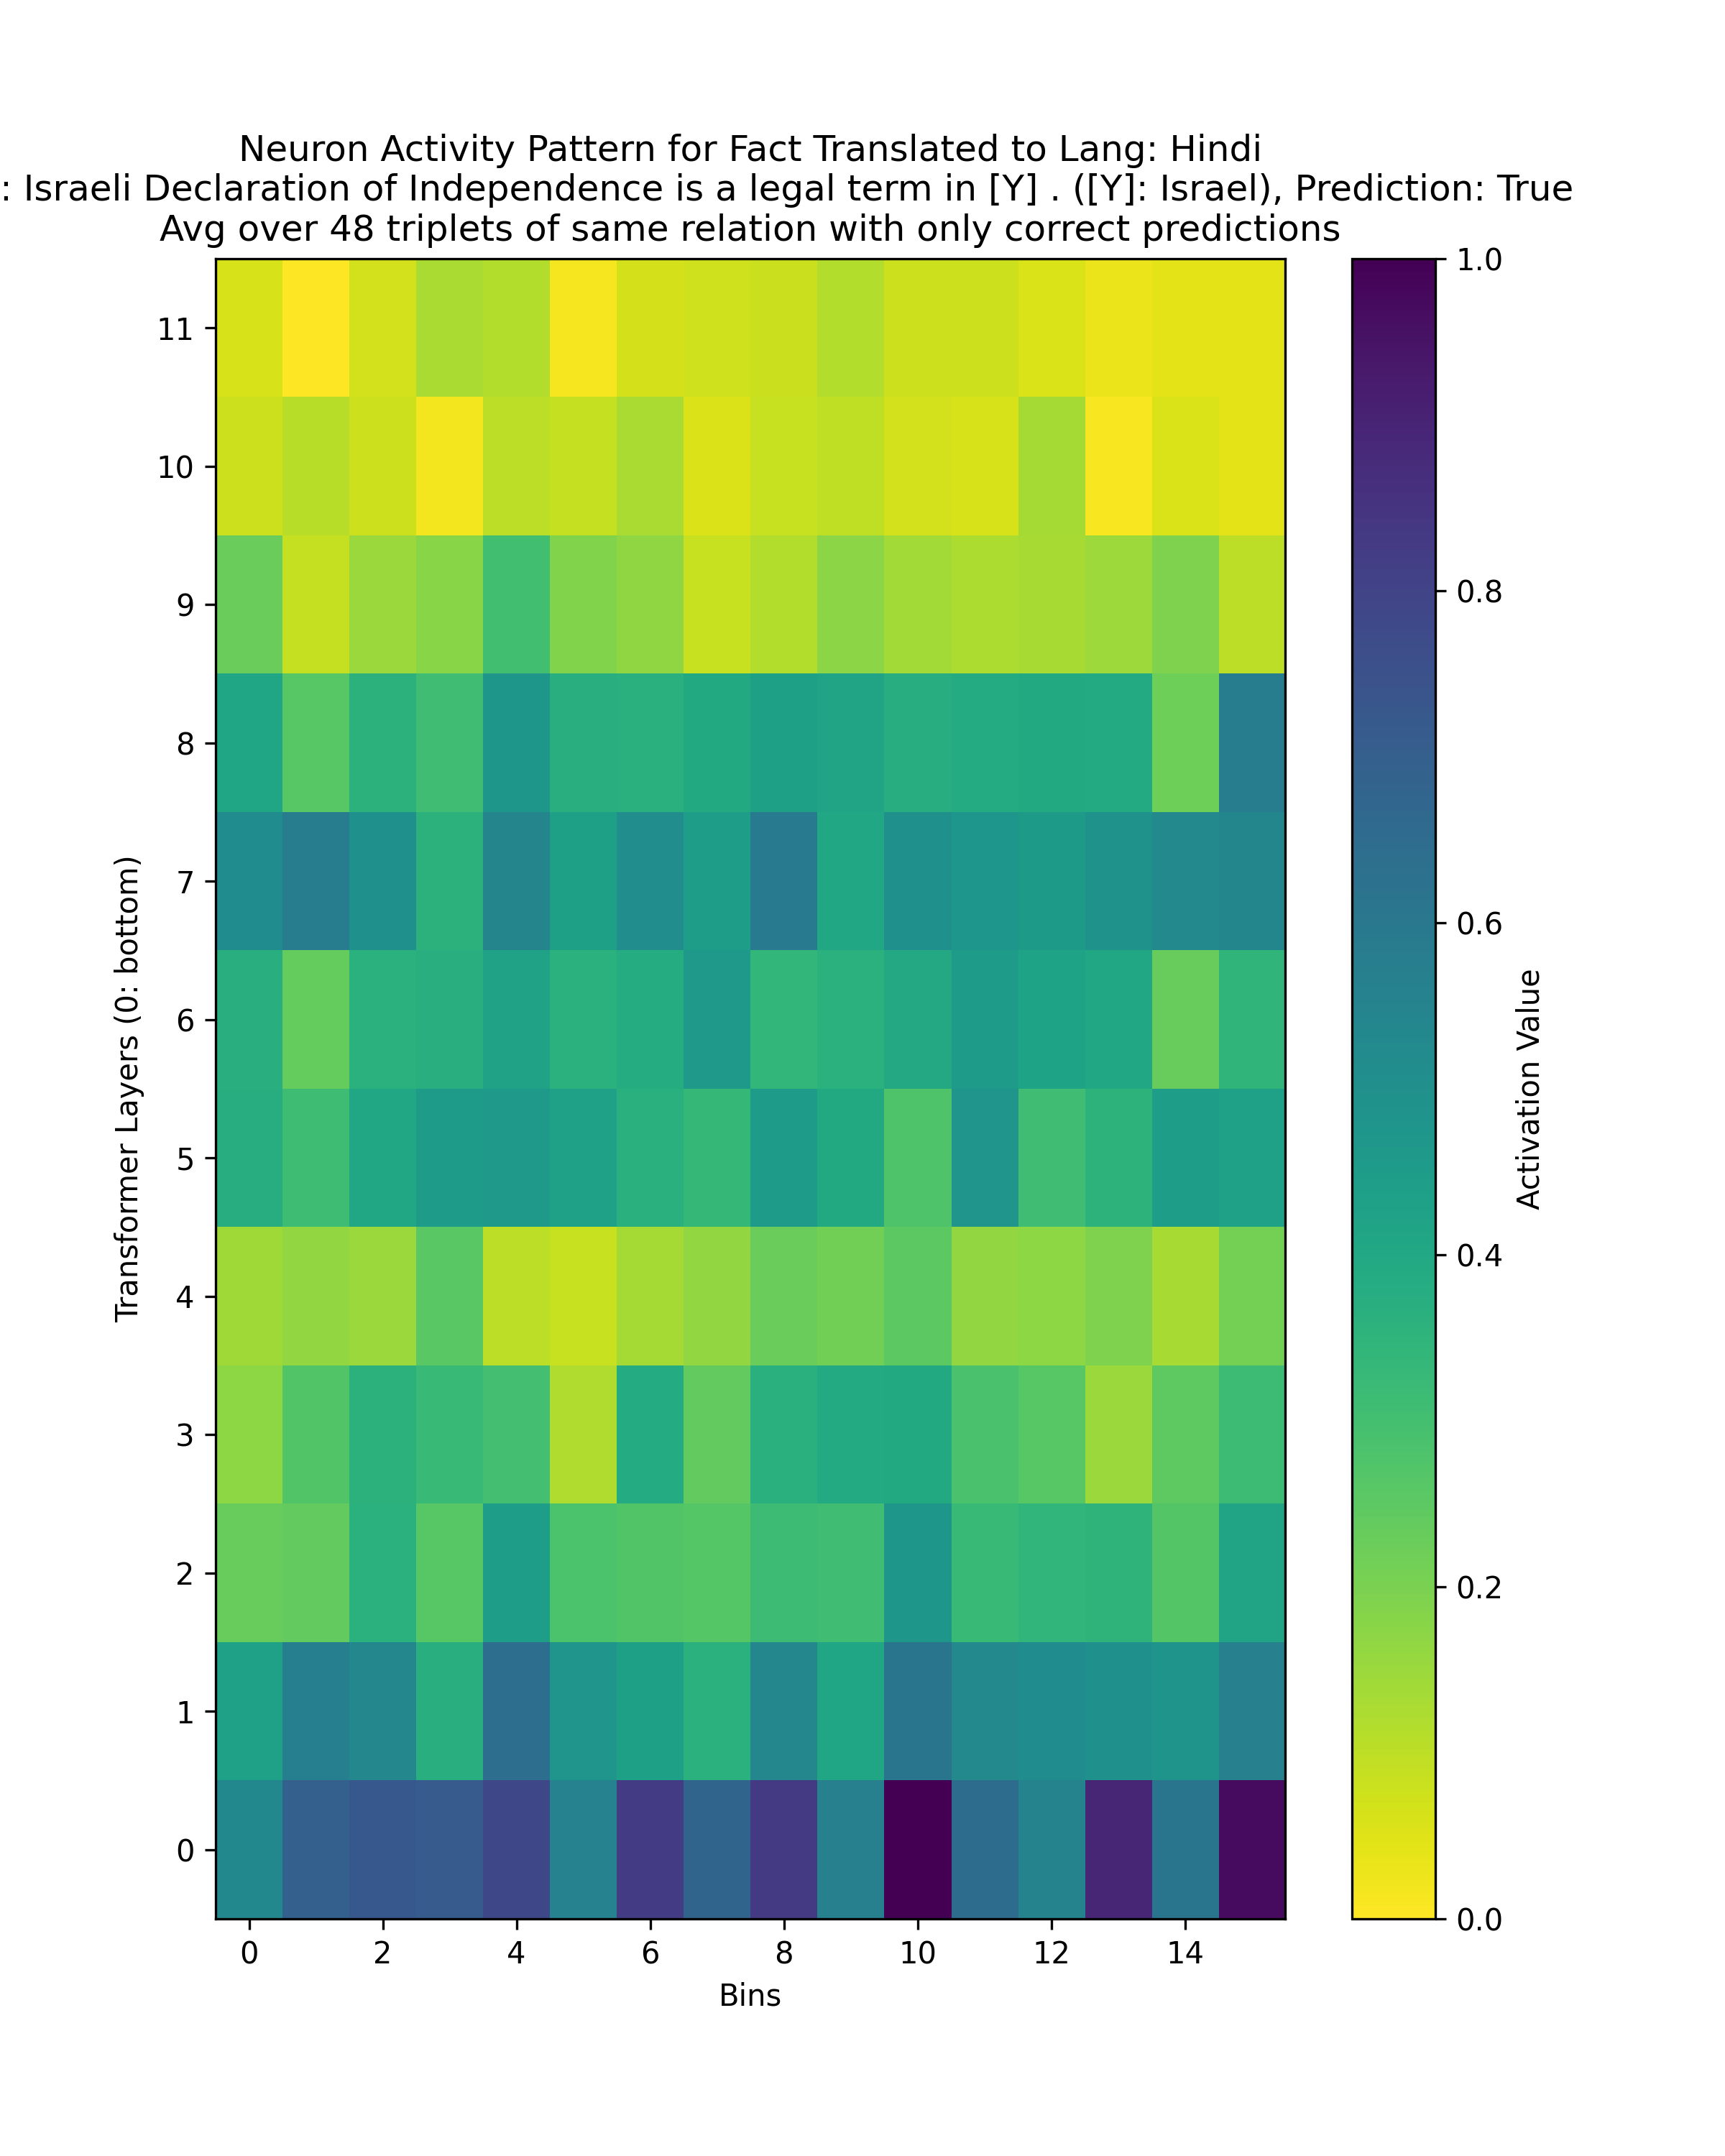 Neuron Activity Pattern for Fact Translated to Lang: Hindi
: Israeli Declaration of Independence is a legal term in [Y] . ([Y]: Israel), Prediction: True
Avg over 48 triplets of same relation with only correct predictions
11
10
9
8
7
6
5
4
3
2
1
0
Transformer Layers (0: bottom)
0 2 4 6 8 10 12 14
Bins
1.0
0.8
0.6
0.4
0.2
0.0
Activation Value